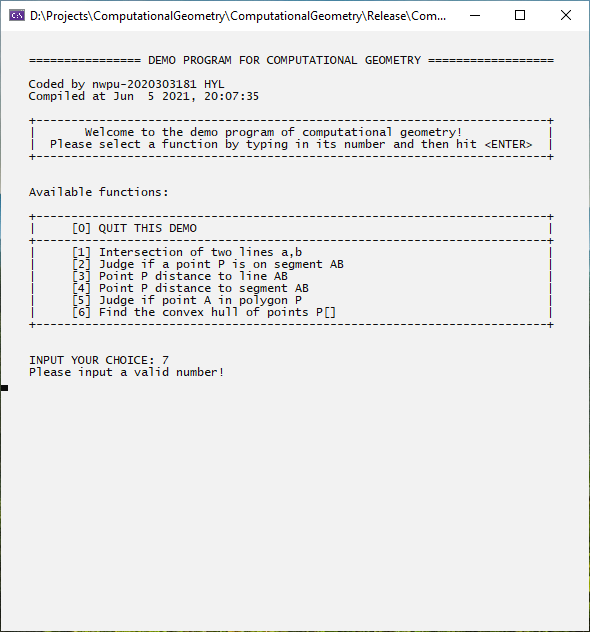 D:\Projects\ComputationalGeometry\ComputationalGeometry\Release\Com...
================ DEMO PROGRAM FOR COMPUTATIONAL GEOMETRY ==================
Coded by nwpu-2020303181 HYL
Compiled at Jun  5 2021, 20:07:35
+-------------------------------------------------------------------------+
|       Welcome to the demo program of computational geometry!            |
|  Please select a function by typing in its number and then hit <ENTER>  |
+-------------------------------------------------------------------------+
Available functions:
+-------------------------------------------------------------------------+
|     [0] QUIT THIS DEMO                                                  |
+-------------------------------------------------------------------------+
|     [1] Intersection of two lines a,b                                   |
|     [2] Judge if a point P is on segment AB                             |
|     [3] Point P distance to line AB                                     |
|     [4] Point P distance to segment AB                                  |
|     [5] Judge if point A in polygon P                                   |
|     [6] Find the convex hull of points P[]                              |
+-------------------------------------------------------------------------+
INPUT YOUR CHOICE: 7
Please input a valid number!